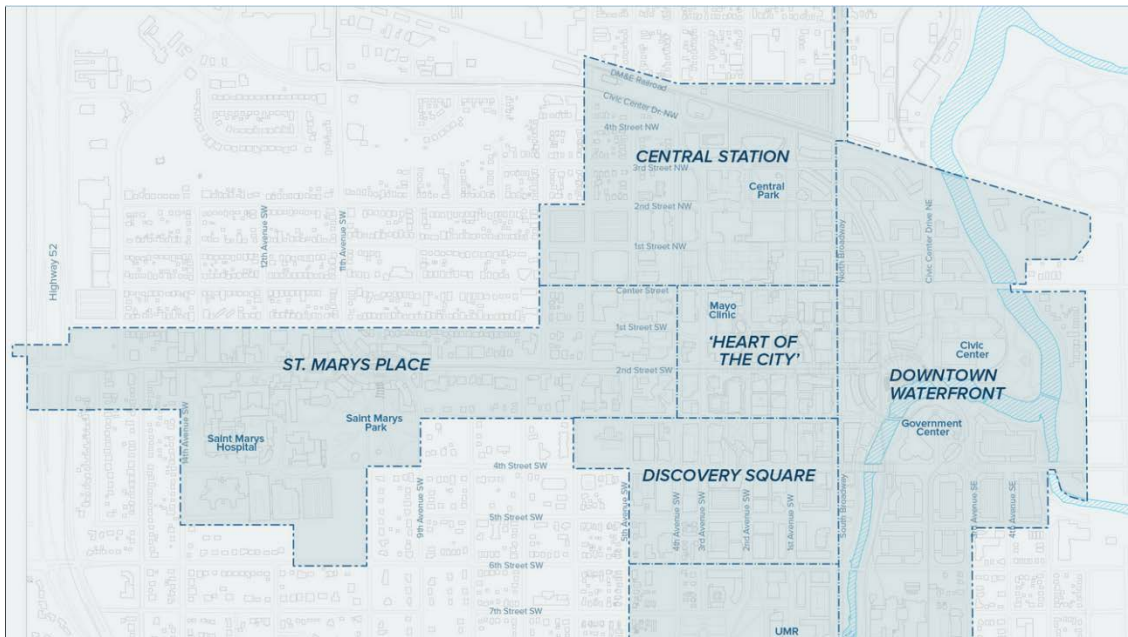 DM&E Railroad
Civic Center Dr. NW
4th Street NW
CENTRAL STATION
3rd Street NW
Central
Park
2nd Street NW
12th Avenue SW
11th Avenue SW
1st Street NW
North Broadway
Civic Center Drive NE
Highway 52
Center Street
Mayo
Clinic
1st Street SW
'HEART OF
THE CITY'
Civic
Center
ST. MARYS PLACE
2nd Street SW
DOWNTOWN
WATERFRONT
Saint Marys
Park
Government
Center
14th Avenue SW
Saint Marys
Hospital
4th Street SW
DISCOVERY SQUARE
9th Avenue SW
5th Avenue SW
4th Avenue SW
3rd Avenue SW
2nd Avenue SW
1st Avenue SW
South Broadway
3rd Avenue SE
4th Avenue SE
5th Street SW
6th Street SW
7th Street SW
UMR